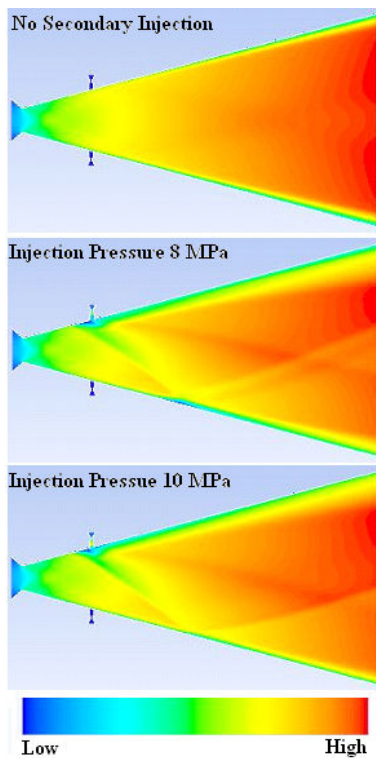 No Secondary Injection
Injection Pressure 8 MPa
Injection Pressue 10 MPa
Low High